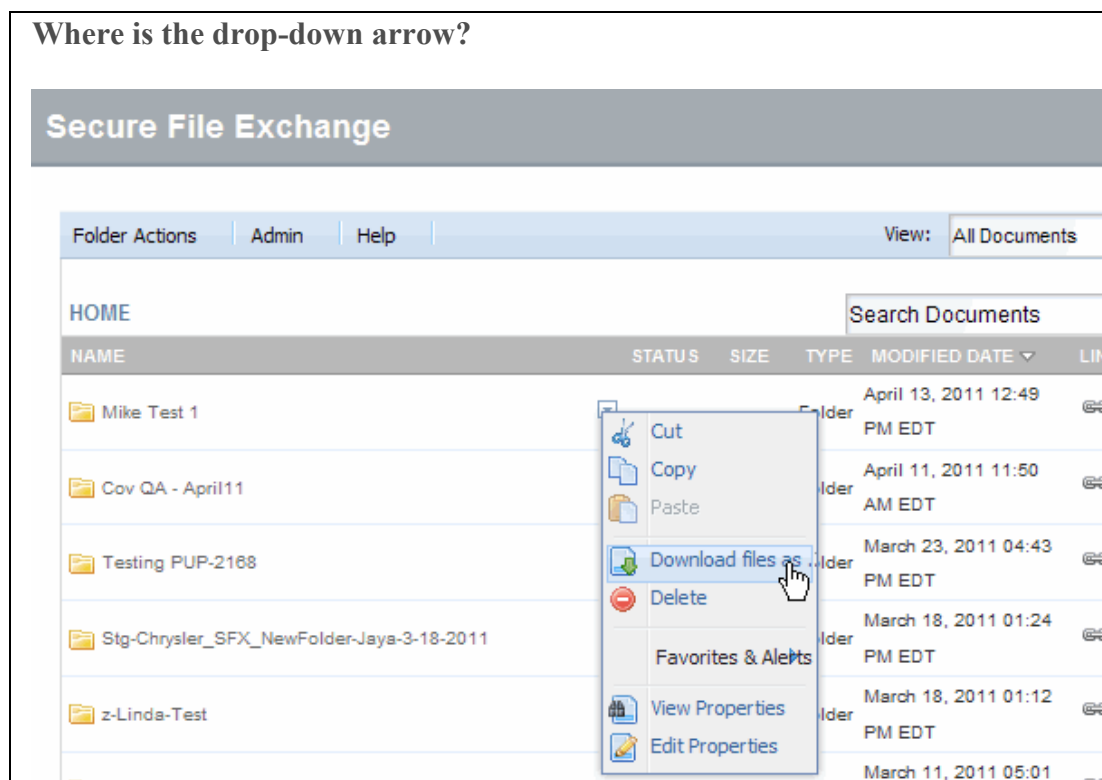 Where is the drop-down arrow?
Secure File Exchange
Folder Actions Admin Help View: All Documents
HOME Search Documents
NAME STATUS SIZE TYPE MODIFIED DATE
Mike Test 1 Folder April 13, 2011 12:49
PM EDT
Cut
Copy
Cov QA - April11 April 11, 2011 11:50
AM EDT
Paste
Testing PUP-2168 March 23, 2011 04:43
PM EDT
Download files as
Delete
Stg-Chrysler_SFX_NewFolder-Jaya-3-18-2011 March 18, 2011 01:24
PM EDT
Favorites & Alerts
z-Linda-Test March 18, 2011 01:12
PM EDT
View Properties
Edit Properties
March 11, 2011 05:01